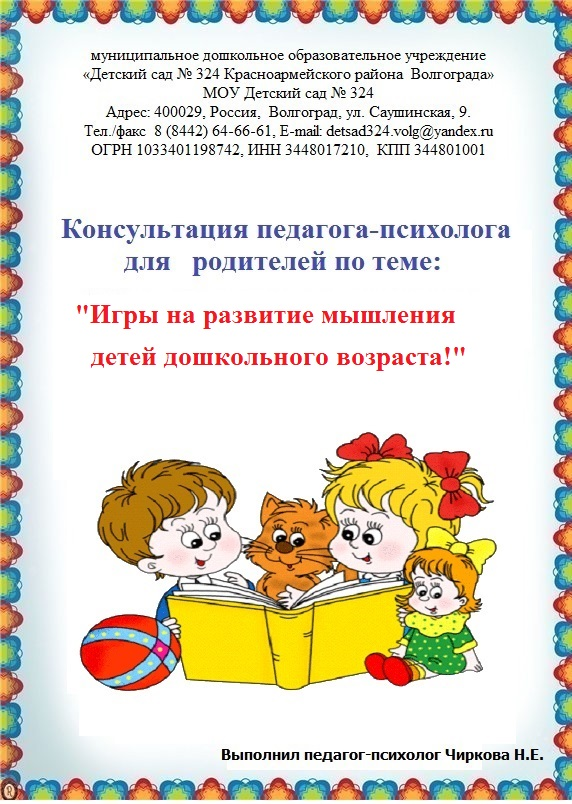 муниципальное дошкольное образовательное учреждение
«Детский сад № 324 Красноармейского района Волгограда»
МОУ Детский сад № 324
Адрес: 400029, Россия, Волгоград, ул. Саушинская, 9.
Тел./факс 8 (8442) 64-66-61, E-mail: detsad324.volg@yandex.ru
ОГРН 1033401198742, ИНН 3448017210, КПП 344801001
Консультация педагога-психолога
для родителей по теме:
"Игры на развитие мышления
детей дошкольного возраста!"
Выполнил педагог-психолог Чиркова Н.Е.